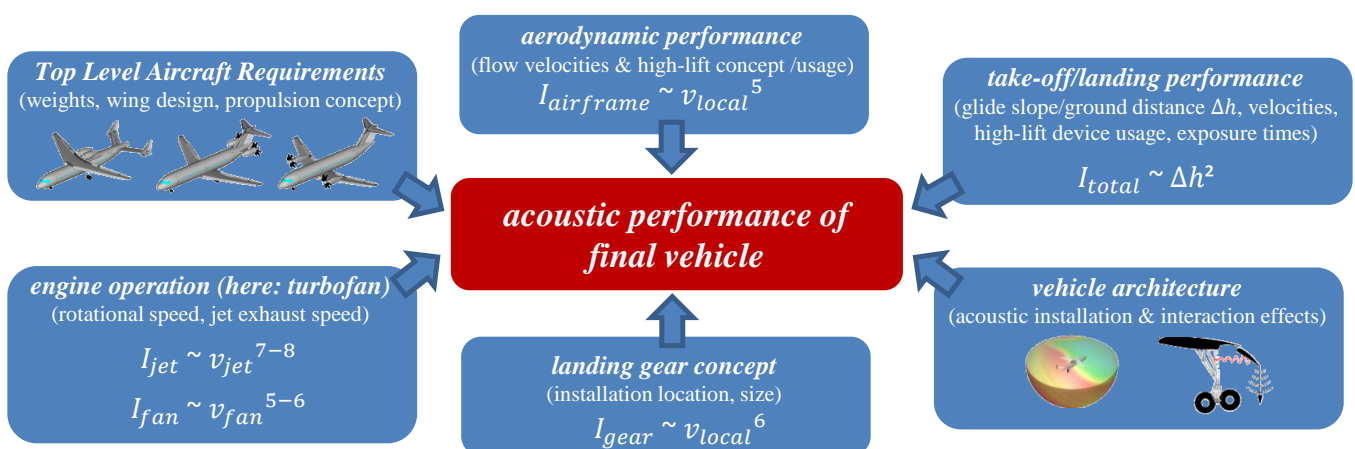 Top Level Aircraft Requirements
(weights, wing design, propulsion concept)
aerodynamic performance
(flow velocities & high-lift concept /usage)
I_airframe ~ v_local^5
take-off/landing performance
(glide slope/ground distance Δh, velocities,
high-lift device usage, exposure times)
I_total ~ Δh²
acoustic performance of
final vehicle
engine operation (here: turbofan)
(rotational speed, jet exhaust speed)
I_jet ~ v_jet^7−8
I_fan ~ v_fan^5−6
landing gear concept
(installation location, size)
I_gear ~ v_local^6
vehicle architecture
(acoustic installation & interaction effects)